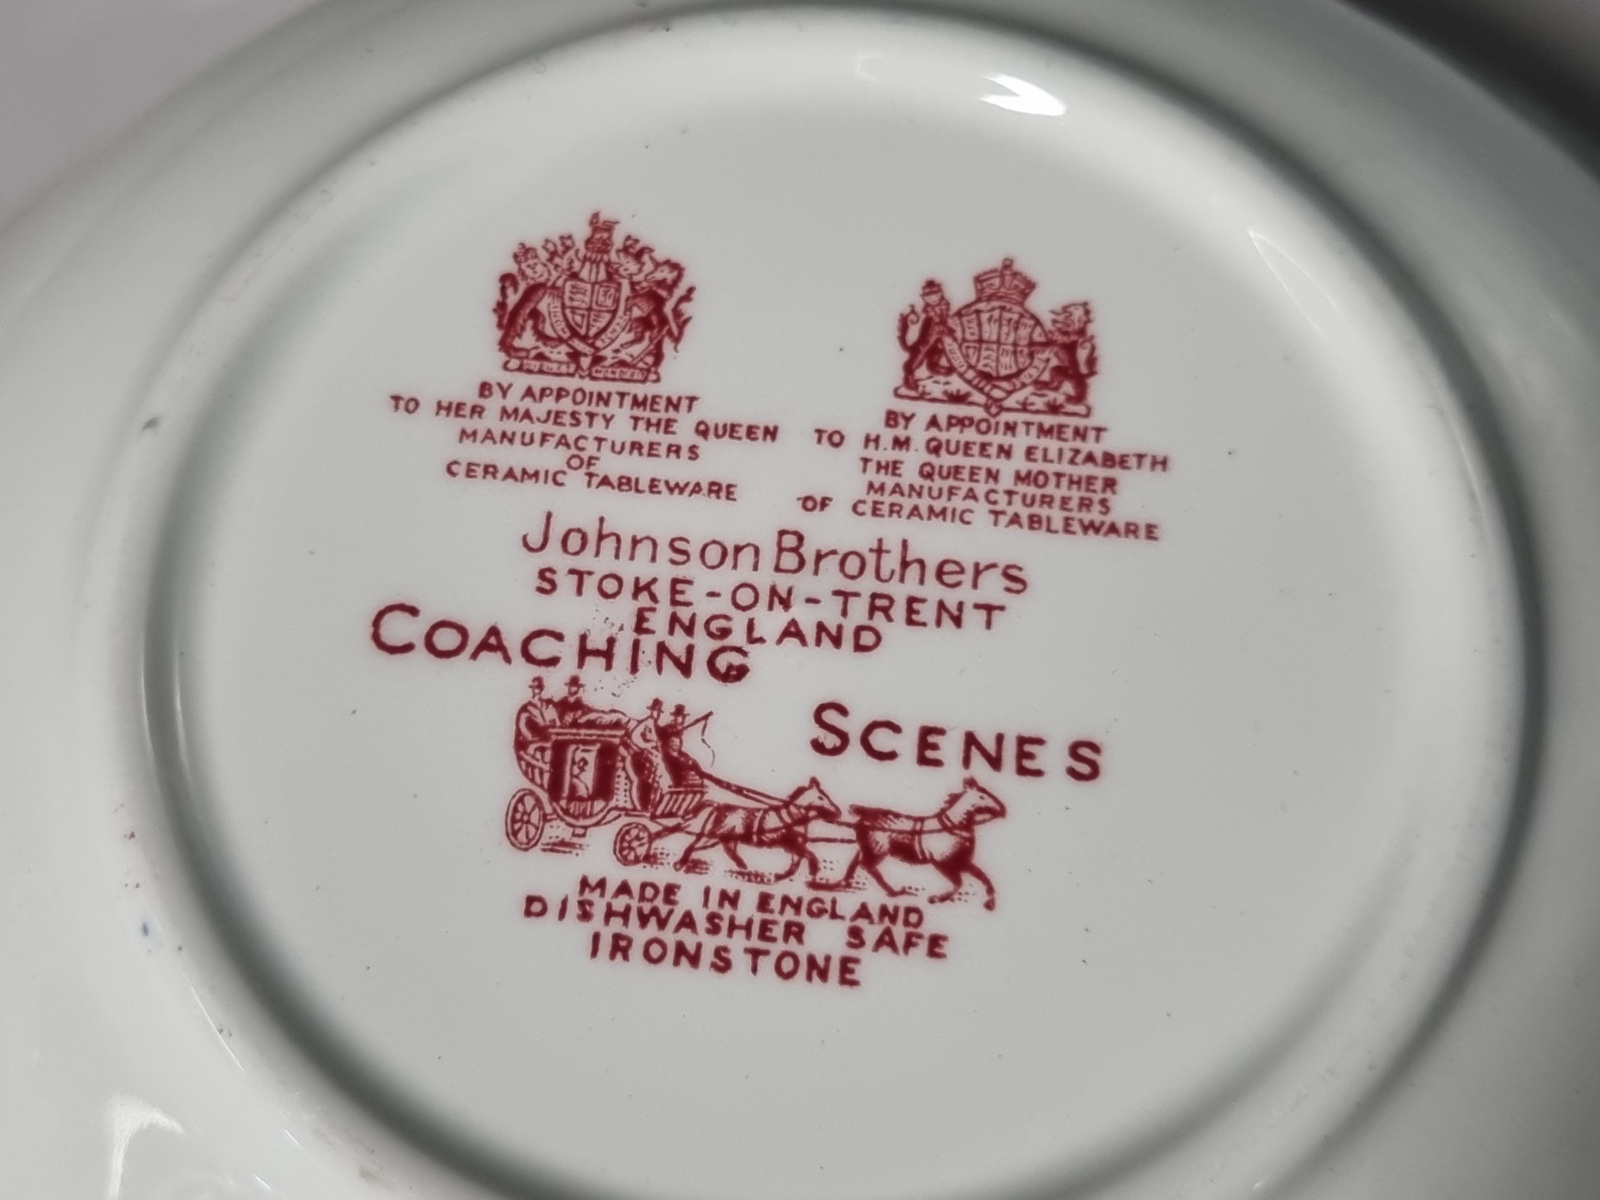 BY APPOINTMENT
TO HER MAJESTY THE QUEEN
MANUFACTURERS
OF
CERAMIC TABLEWARE
BY APPOINTMENT
TO H.M. QUEEN ELIZABETH
THE QUEEN MOTHER
MANUFACTURERS
OF CERAMIC TABLEWARE
Johnson Brothers
STOKE-ON-TRENT
ENGLAND
COACHING
SCENES
MADE IN ENGLAND
DISHWASHER SAFE
IRONSTONE